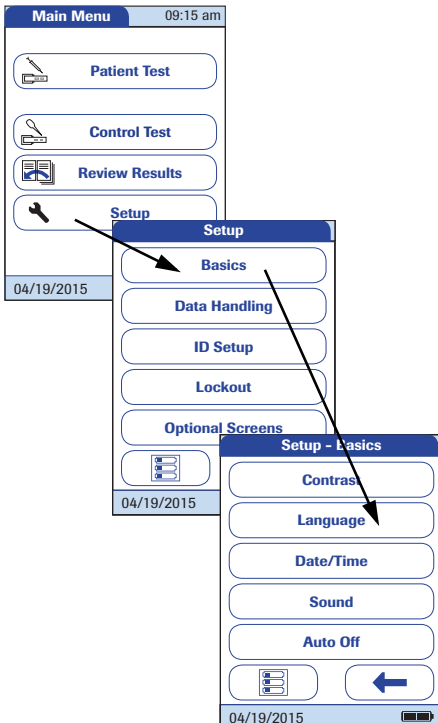 Main Menu 09:15 am
Patient Test
Control Test
Review Results
Setup
04/19/2015
Setup
Basics
Data Handling
ID Setup
Lockout
Optional Screens
04/19/2015
Setup - Basics
Contrast
Language
Date/Time
Sound
Auto Off
04/19/2015